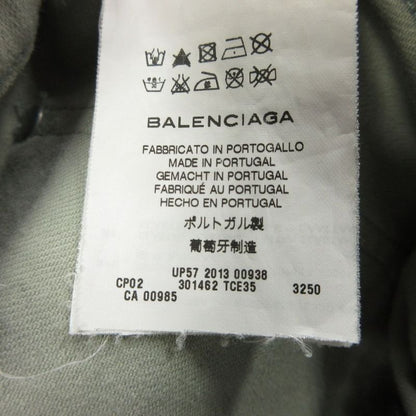 BALENCIAGA
FABBRICATO IN PORTOGALLO
MADE IN PORTUGAL
GEMACHT IN PORTUGAL
FABRIQUÉ AU PORTUGAL
HECHO EN PORTUGAL
ポルトガル製
葡萄牙制造
UP57 2013 00938
CP02 301462 TCE35 3250
CA 00985